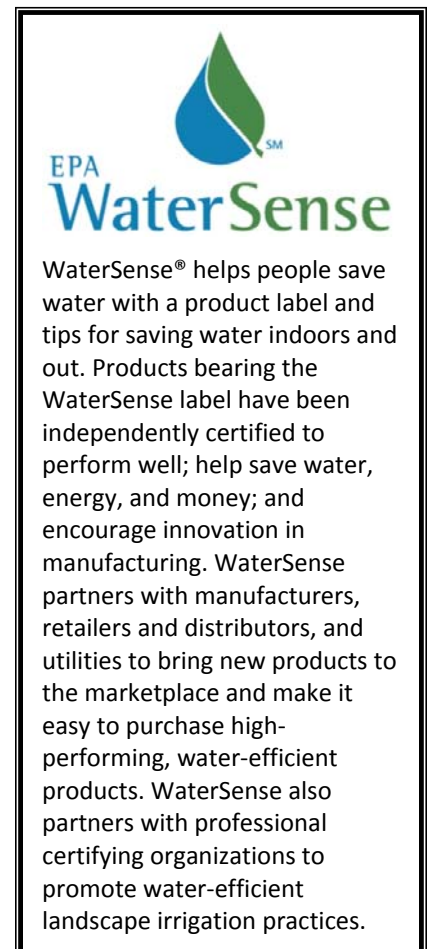 SM
EPA
WaterSense
WaterSense® helps people save
water with a product label and
tips for saving water indoors and
out. Products bearing the
WaterSense label have been
independently certified to
perform well; help save water,
energy, and money; and
encourage innovation in
manufacturing. WaterSense
partners with manufacturers,
retailers and distributors, and
utilities to bring new products to
the marketplace and make it
easy to purchase high-
performing, water-efficient
products. WaterSense also
partners with professional
certifying organizations to
promote water-efficient
landscape irrigation practices.